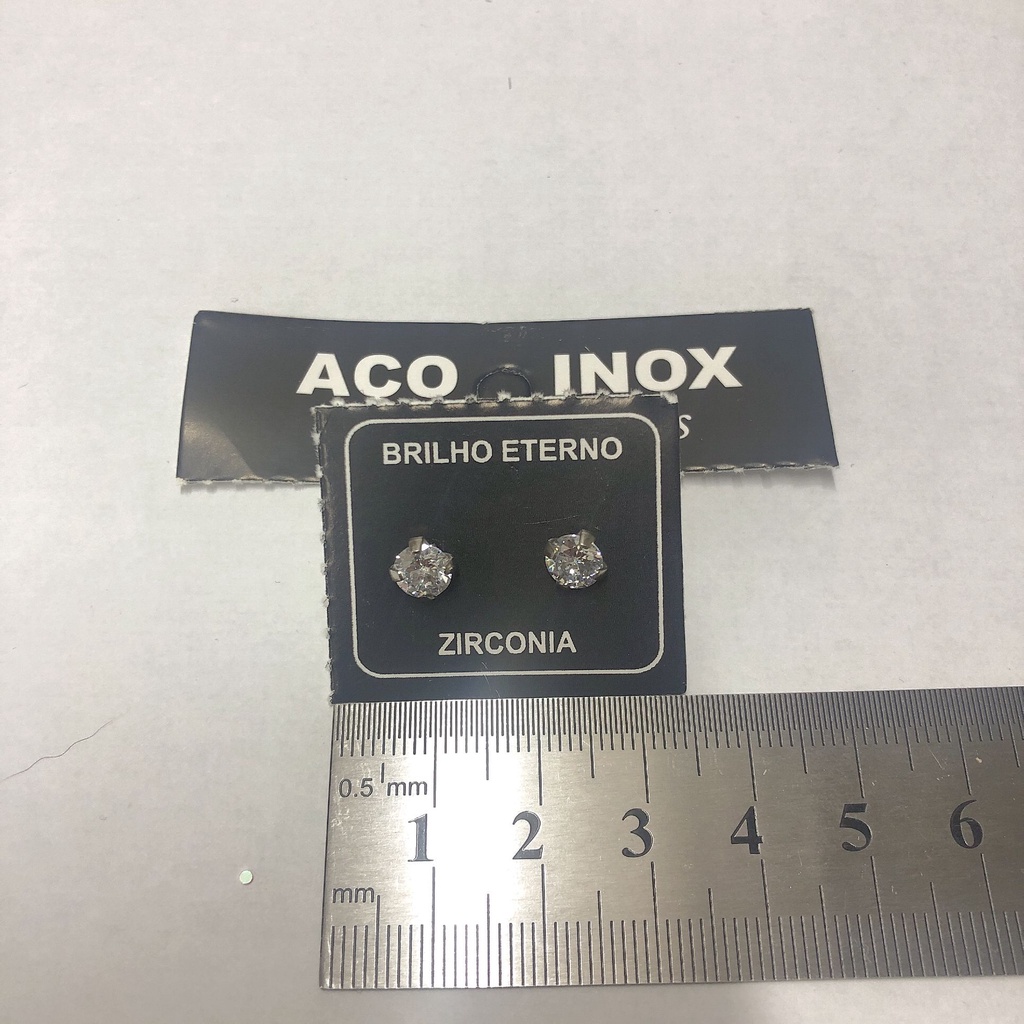 ACO INOX
s
BRILHO ETERNO
ZIRCONIA
0.5 mm
1 2 3 4 5 6
mm